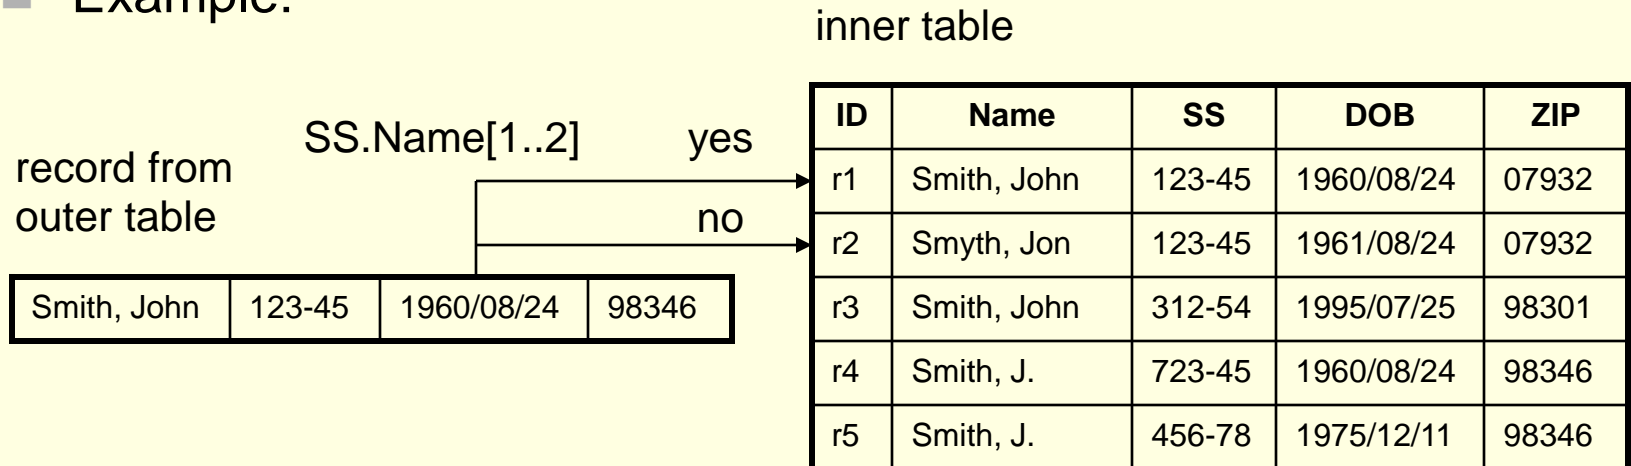 Example:
inner table
SS.Name[1..2] yes
record from
outer table
no
Smith, John 123-45 1960/08/24 98346
ID Name SS DOB ZIP
r1 Smith, John 123-45 1960/08/24 07932
r2 Smyth, Jon 123-45 1961/08/24 07932
r3 Smith, John 312-54 1995/07/25 98301
r4 Smith, J. 723-45 1960/08/24 98346
r5 Smith, J. 456-78 1975/12/11 98346